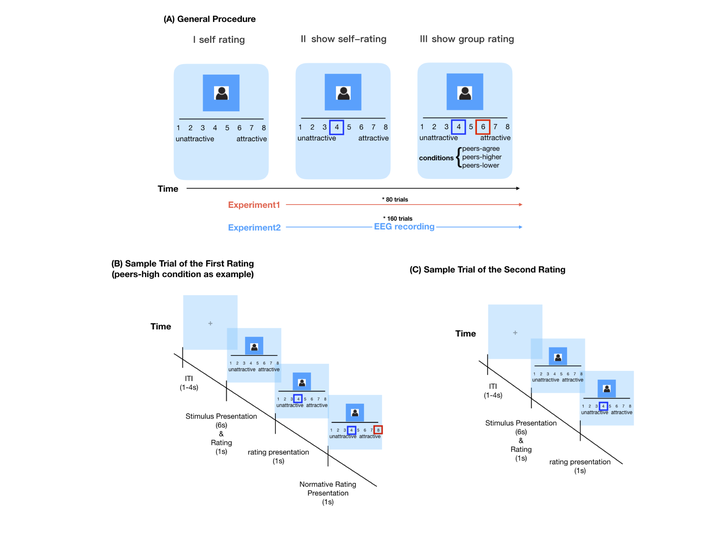 (A) General Procedure
I self rating
II show self-rating
III show group rating
1 2 3 4 5 6 7 8
unattractive attractive
1 2 3 4 5 6 7 8
unattractive attractive
1 2 3 4 5 6 7 8
unattractive attractive
conditions { peers-agree
peers-higher
peers-lower
Time
* 80 trials
Experiment1
* 160 trials
Experiment2
EEG recording
(B) Sample Trial of the First Rating
(peers-high condition as example)
Time
+
1 2 3 4 5 6 7 8
unattractive attractive
1 2 3 4 5 6 7 8
unattractive attractive
1 2 3 4 5 6 7 8
unattractive attractive
ITI
(1-4s)
Stimulus Presentation
(6s)
&
Rating
(1s)
rating presentation
(1s)
Normative Rating
Presentation
(1s)
(C) Sample Trial of the Second Rating
Time
+
1 2 3 4 5 6 7 8
unattractive attractive
1 2 3 4 5 6 7 8
unattractive attractive
ITI
(1-4s)
Stimulus Presentation
(6s)
&
Rating
(1s)
rating presentation
(1s)